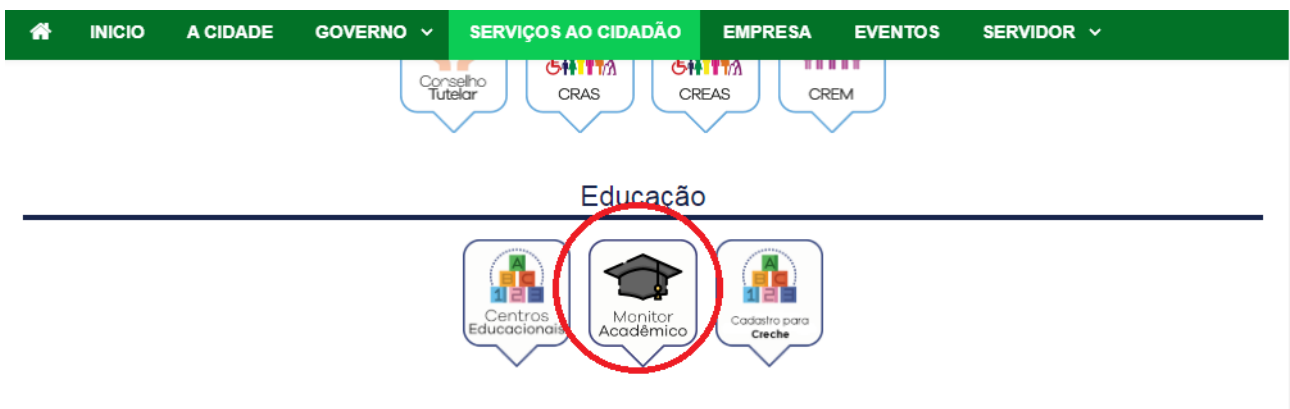 INICIO A CIDADE GOVERNO SERVIÇOS AO CIDADÃO EMPRESA EVENTOS SERVIDOR
Conselho
Tutelar
CRAS
CREAS
CREM
Educação
A
B C
1 2 3
Centros
Educacionais
Monitor
Acadêmico
A
B C
1 2 3
Cadastro para
Creche